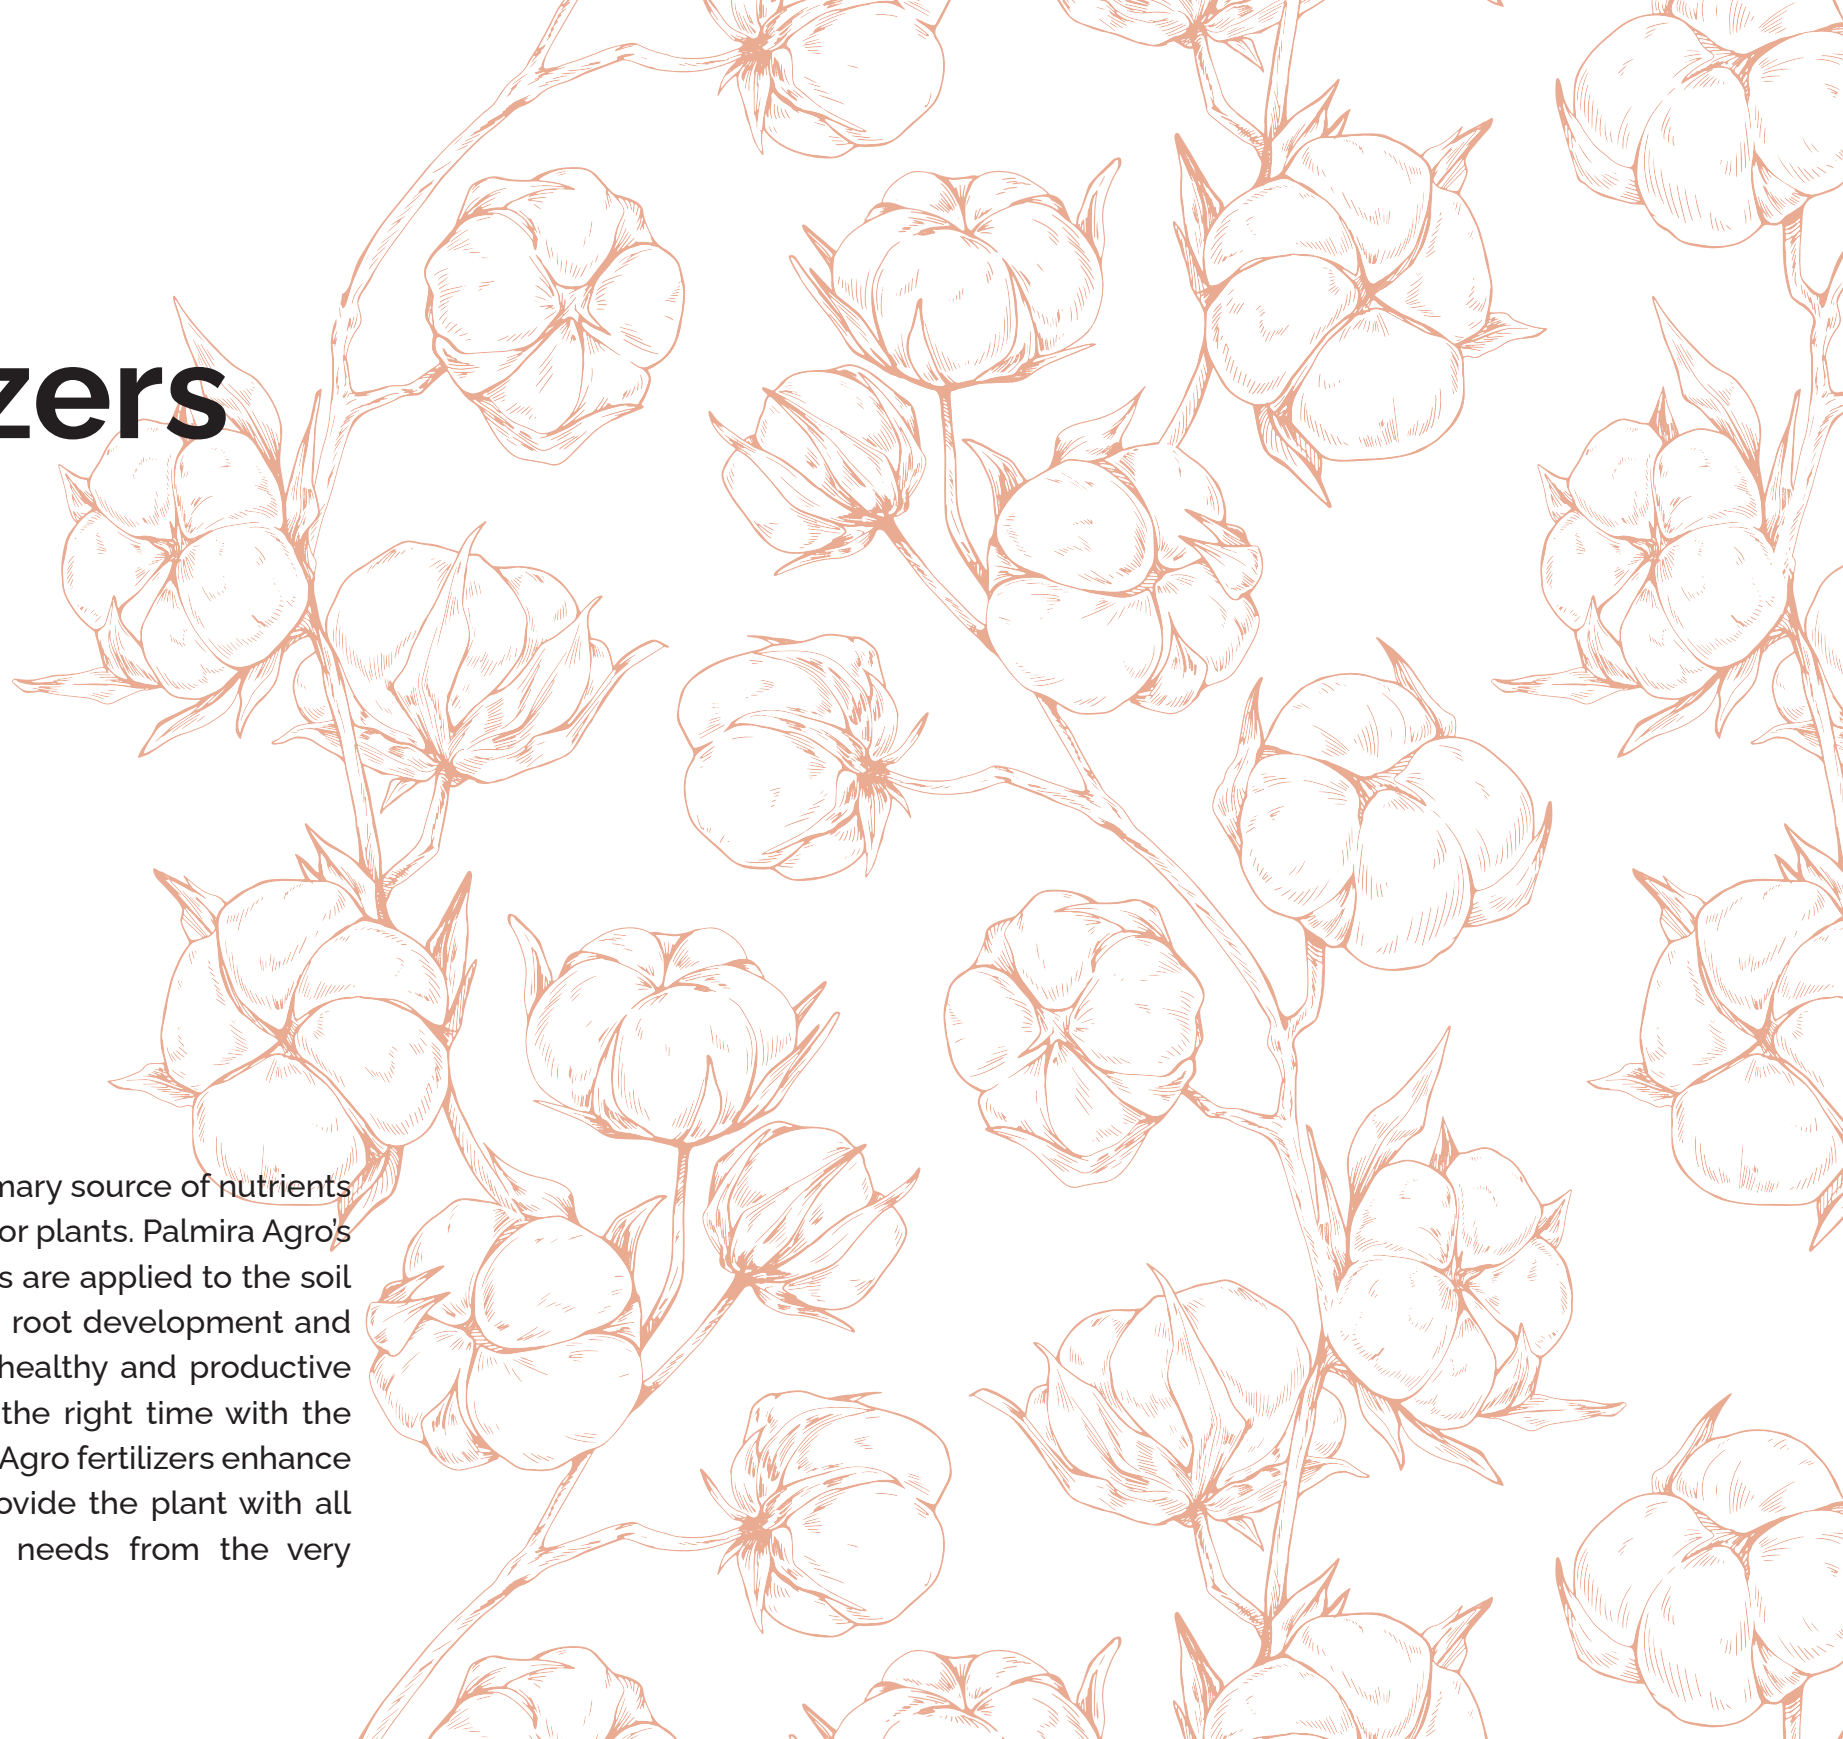 zers
mary source of nutrients
or plants. Palmira Agro’s
s are applied to the soil
root development and
healthy and productive
the right time with the
Agro fertilizers enhance
ovide the plant with all
needs from the very